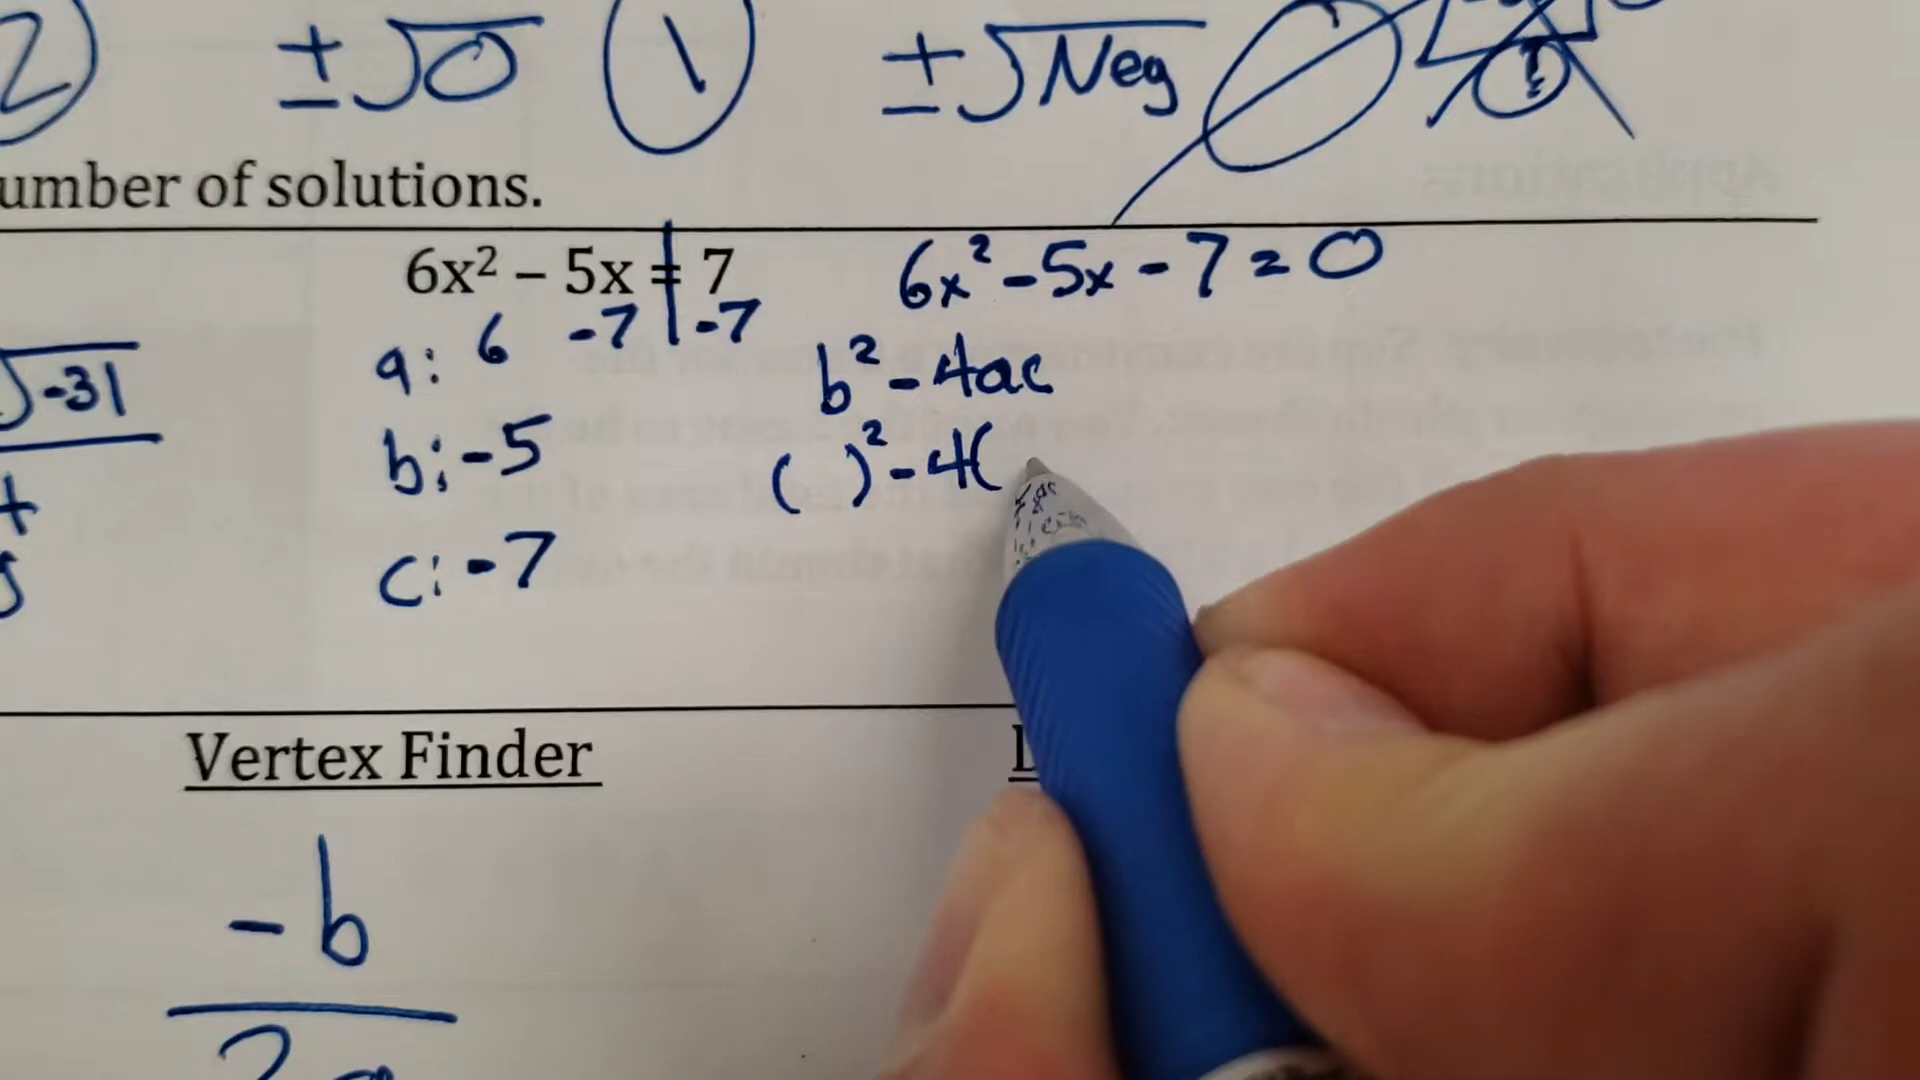 2 ±√0 1 ±√Neg
umber of solutions.
6x² – 5x = 7 6x² - 5x - 7 = 0
-7 -7
a: 6 b² - 4ac
√-31
b: -5 ( )² - 4(
c: -7
Vertex Finder
-b
2a